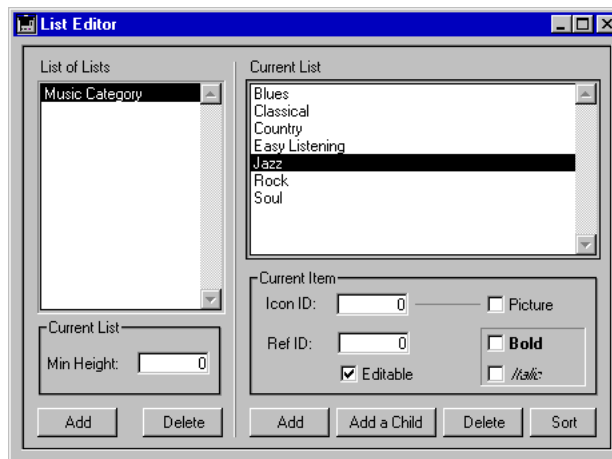 List Editor
List of Lists
Music Category
Current List
Min Height: 0
Add Delete
Current List
Blues
Classical
Country
Easy Listening
Jazz
Rock
Soul
Current Item
Icon ID: 0 Picture
Ref ID: 0 Bold
Editable Italic
Add Add a Child Delete Sort